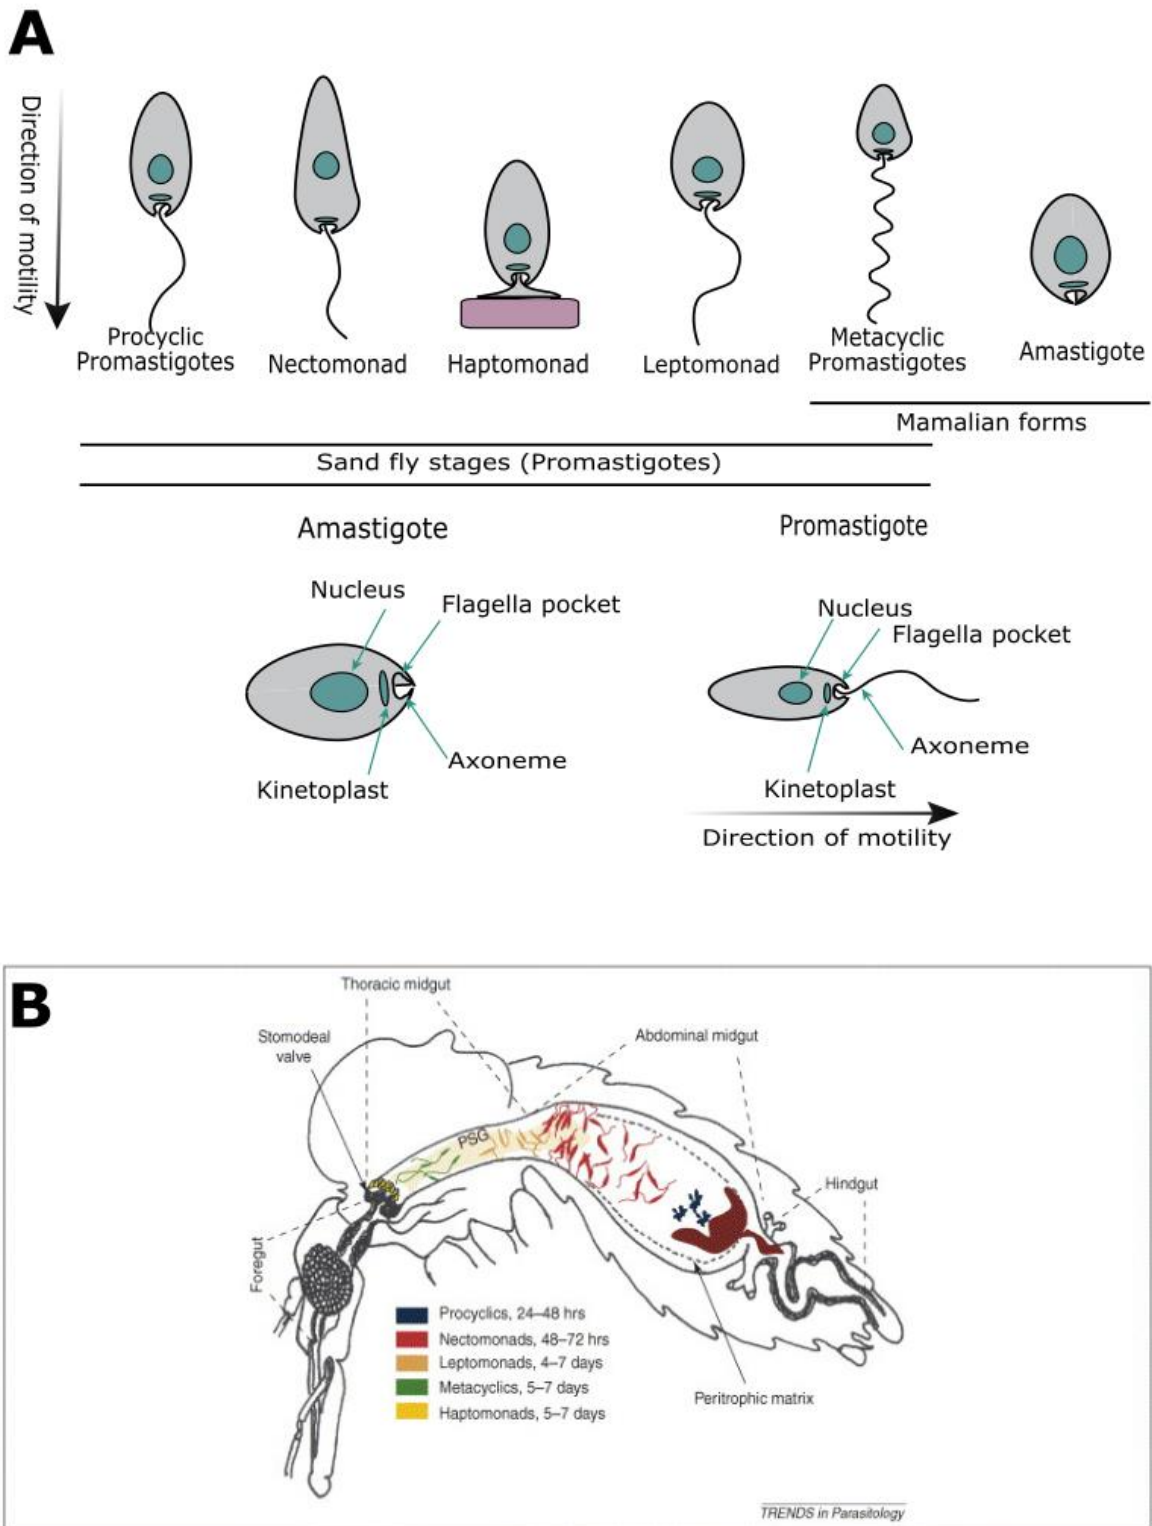 A
Direction of motility
Procyclic
Promastigotes
Nectomonad
Haptomonad
Leptomonad
Metacyclic
Promastigotes
Amastigote
Mamalian forms
Sand fly stages (Promastigotes)
Amastigote
Nucleus
Flagella pocket
Axoneme
Kinetoplast
Promastigote
Nucleus
Flagella pocket
Axoneme
Kinetoplast
Direction of motility
B
Thoracic midgut
Stomodeal
valve
Abdominal midgut
PSG
Hindgut
Foregut
Procyclics, 24–48 hrs
Nectomonads, 48–72 hrs
Leptomonads, 4–7 days
Metacyclics, 5–7 days
Haptomonads, 5–7 days
Peritrophic matrix
TRENDS in Parasitology